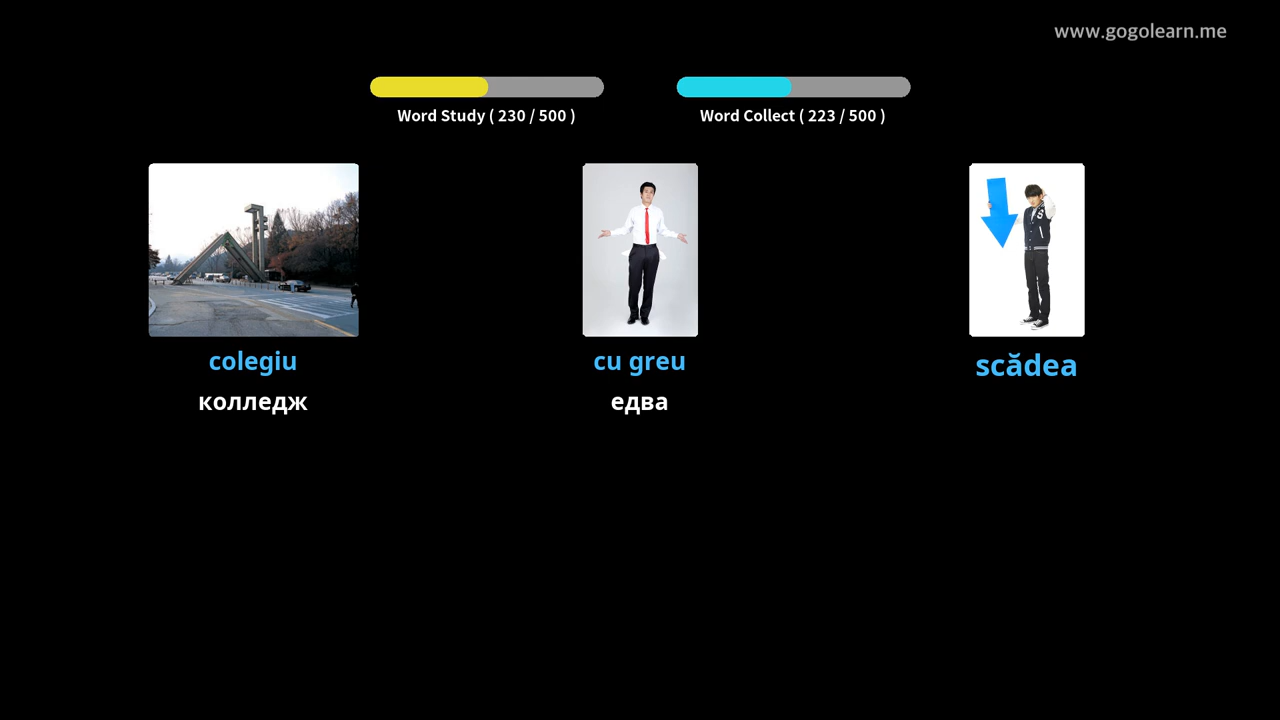 www.gogolearn.me
Word Study ( 230 / 500 )
Word Collect ( 223 / 500 )
colegiu
cu greu
scădea
колледж
едва